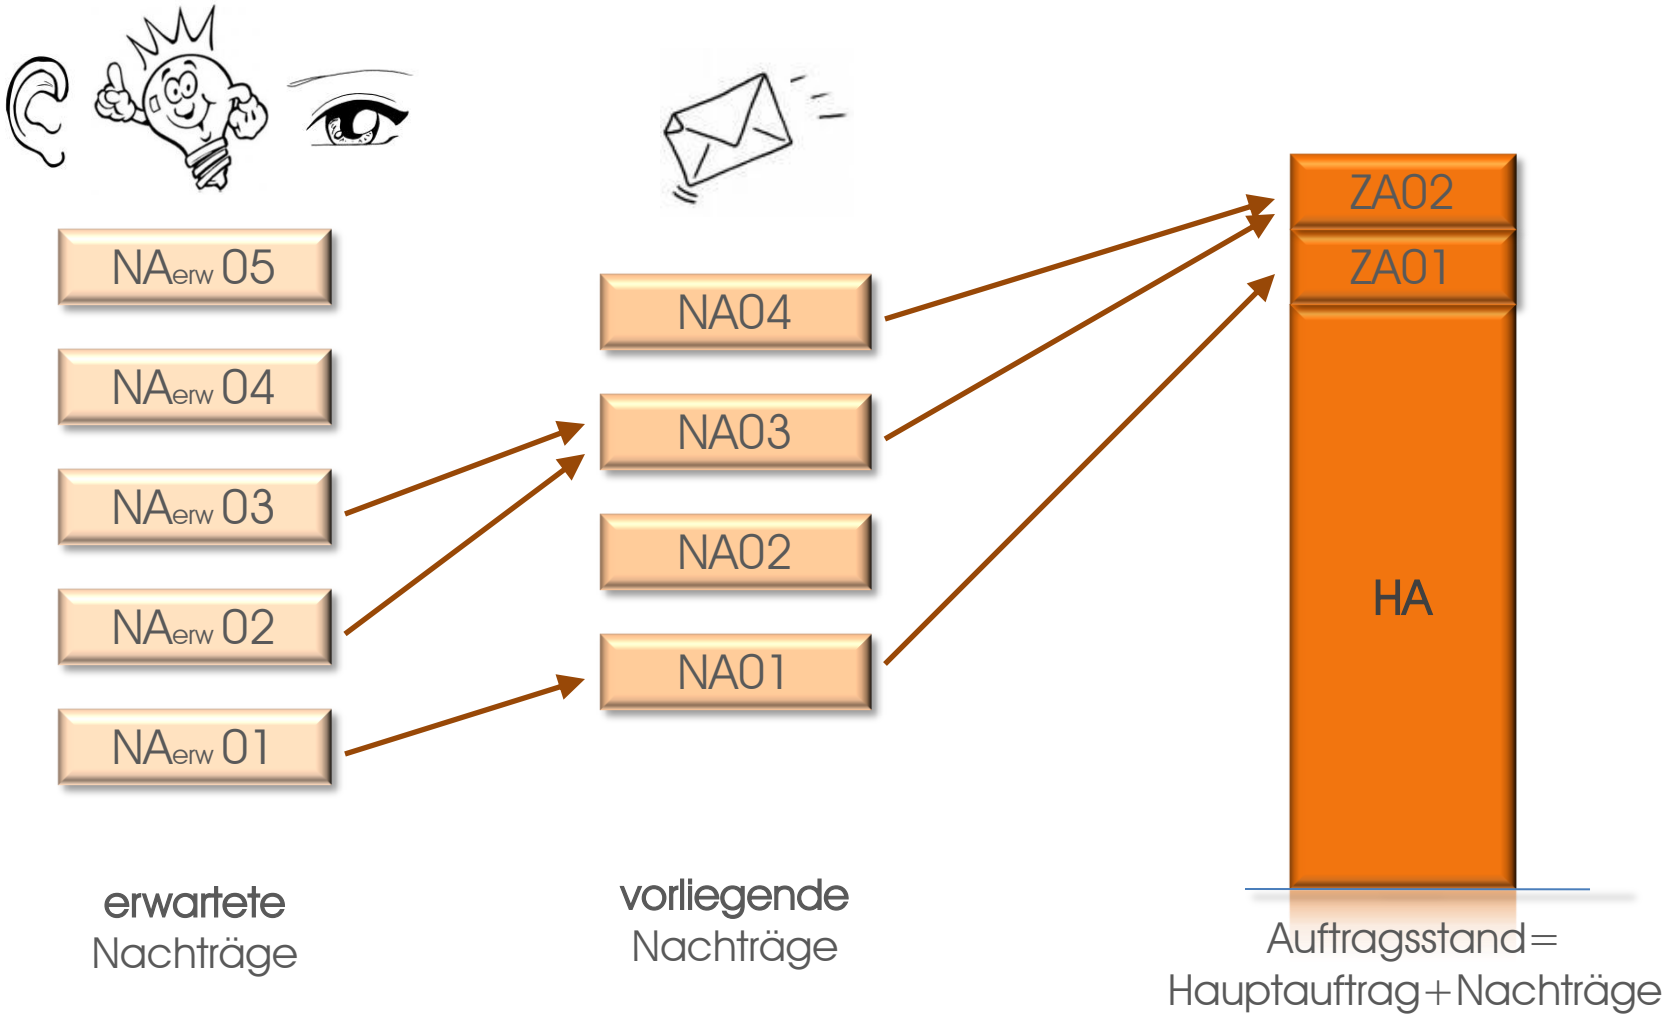 NAerw 05
NAerw 04
NAerw 03
NAerw 02
NAerw 01
erwartete
Nachträge
NA04
NA03
NA02
NA01
vorliegende
Nachträge
ZA02
ZA01
HA
Auftragsstand=
Hauptauftrag+Nachträge